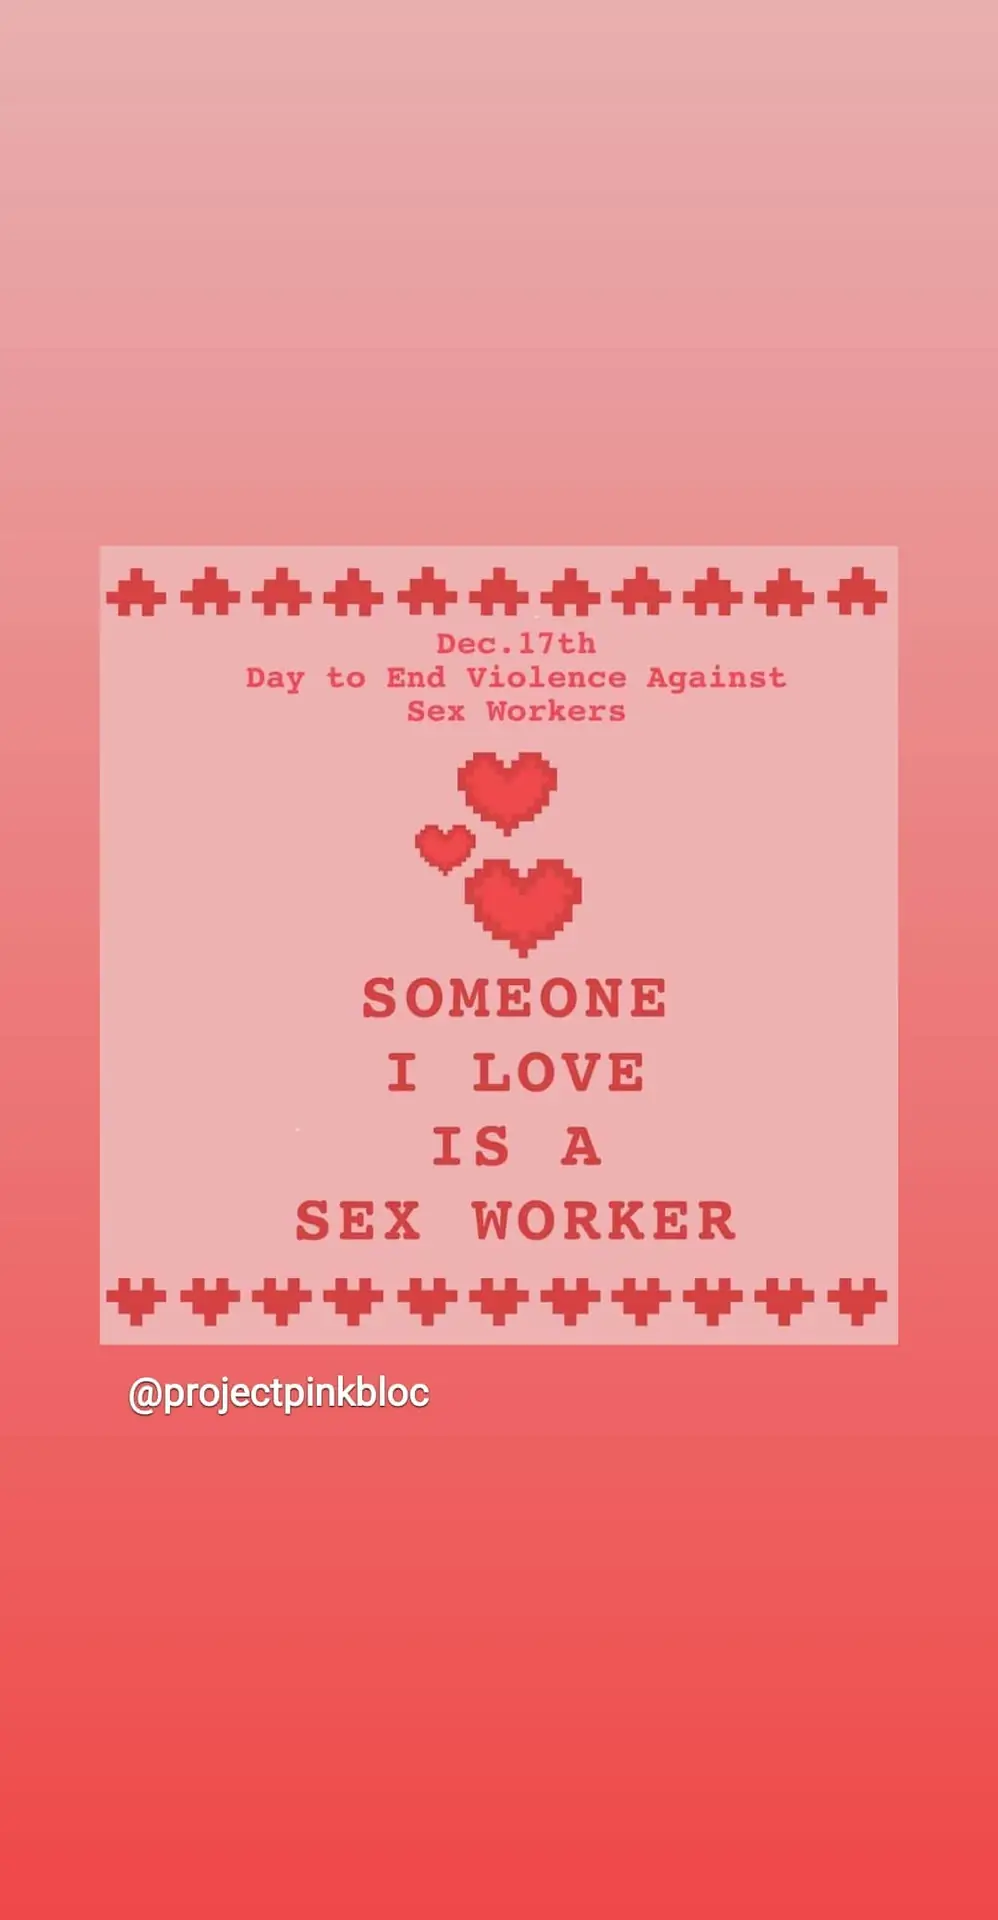 Dec.17th
Day to End Violence Against
Sex Workers
SOMEONE
I LOVE
IS A
SEX WORKER
@projectpinkbloc